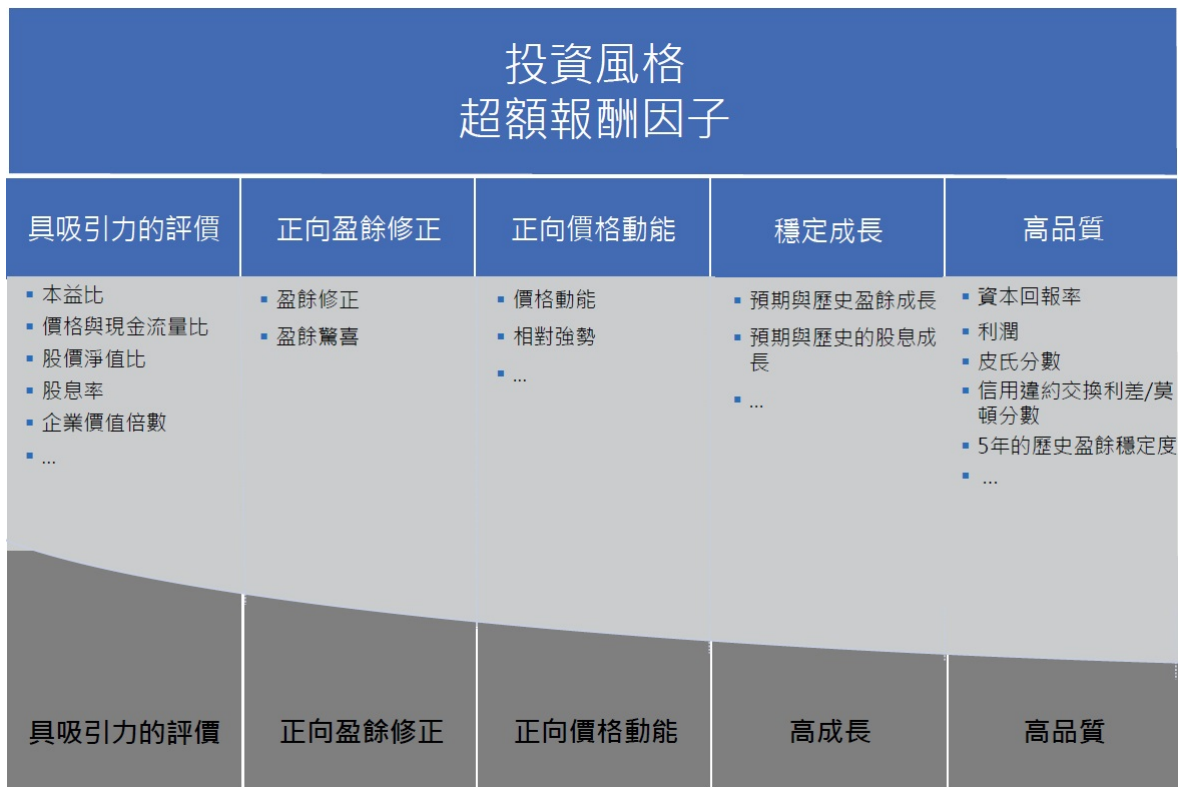 投資風格
超額報酬因子
具吸引力的評價
正向盈餘修正
正向價格動能
穩定成長
高品質
▪ 本益比
▪ 價格與現金流量比
▪ 股價淨值比
▪ 股息率
▪ 企業價值倍數
▪ ...
▪ 盈餘修正
▪ 盈餘驚喜
▪ 價格動能
▪ 相對強勢
▪ ...
▪ 預期與歷史盈餘成長
▪ 預期與歷史的股息成
長
▪ ...
▪ 資本回報率
▪ 利潤
▪ 皮氏分數
▪ 信用違約交換利差/莫
頓分數
▪ 5年的歷史盈餘穩定度
▪ ...
具吸引力的評價
正向盈餘修正
正向價格動能
高成長
高品質